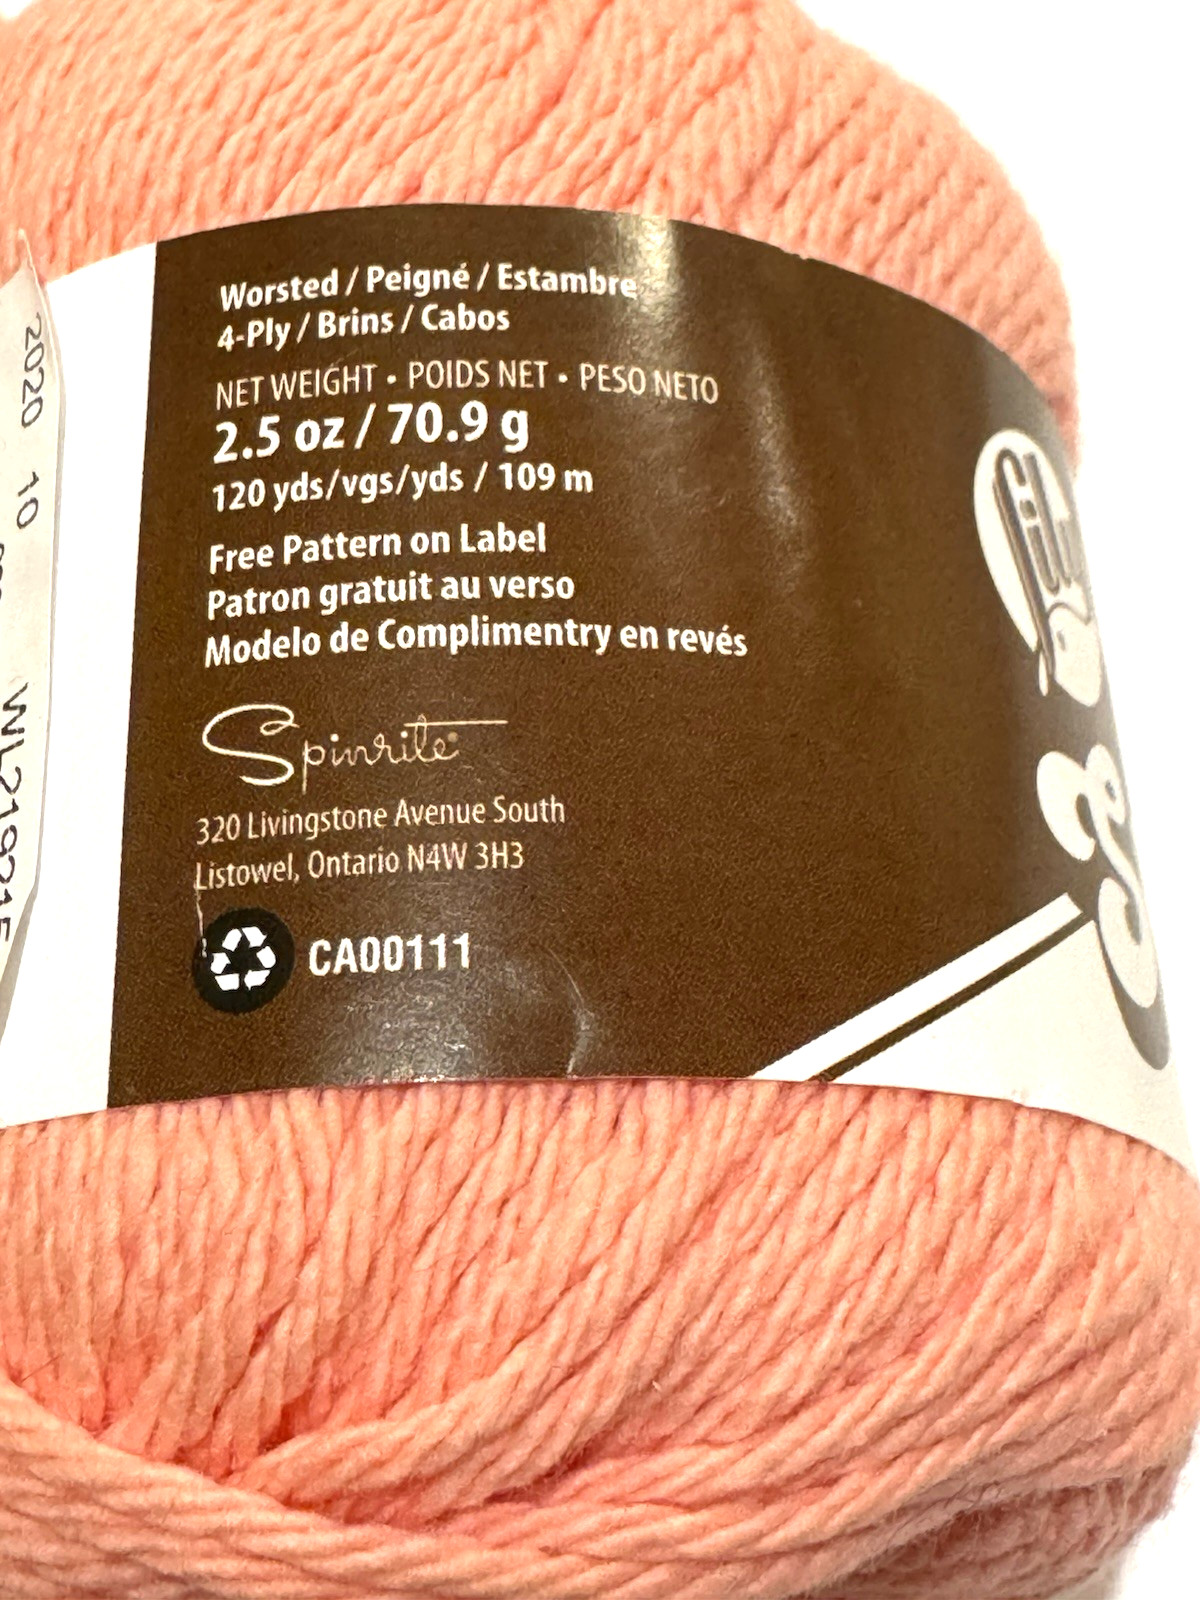 Worsted / Peigné / Estambre
4-Ply / Brins / Cabos
NET WEIGHT • POIDS NET • PESO NETO
2.5 oz / 70.9 g
120 yds/vgs/yds / 109 m
Free Pattern on Label
Patron gratuit au verso
Modelo de Complimentry en revés
Spinrite
320 Livingstone Avenue South
Listowel, Ontario N4W 3H3
CA00111
2020 10
Lily
S